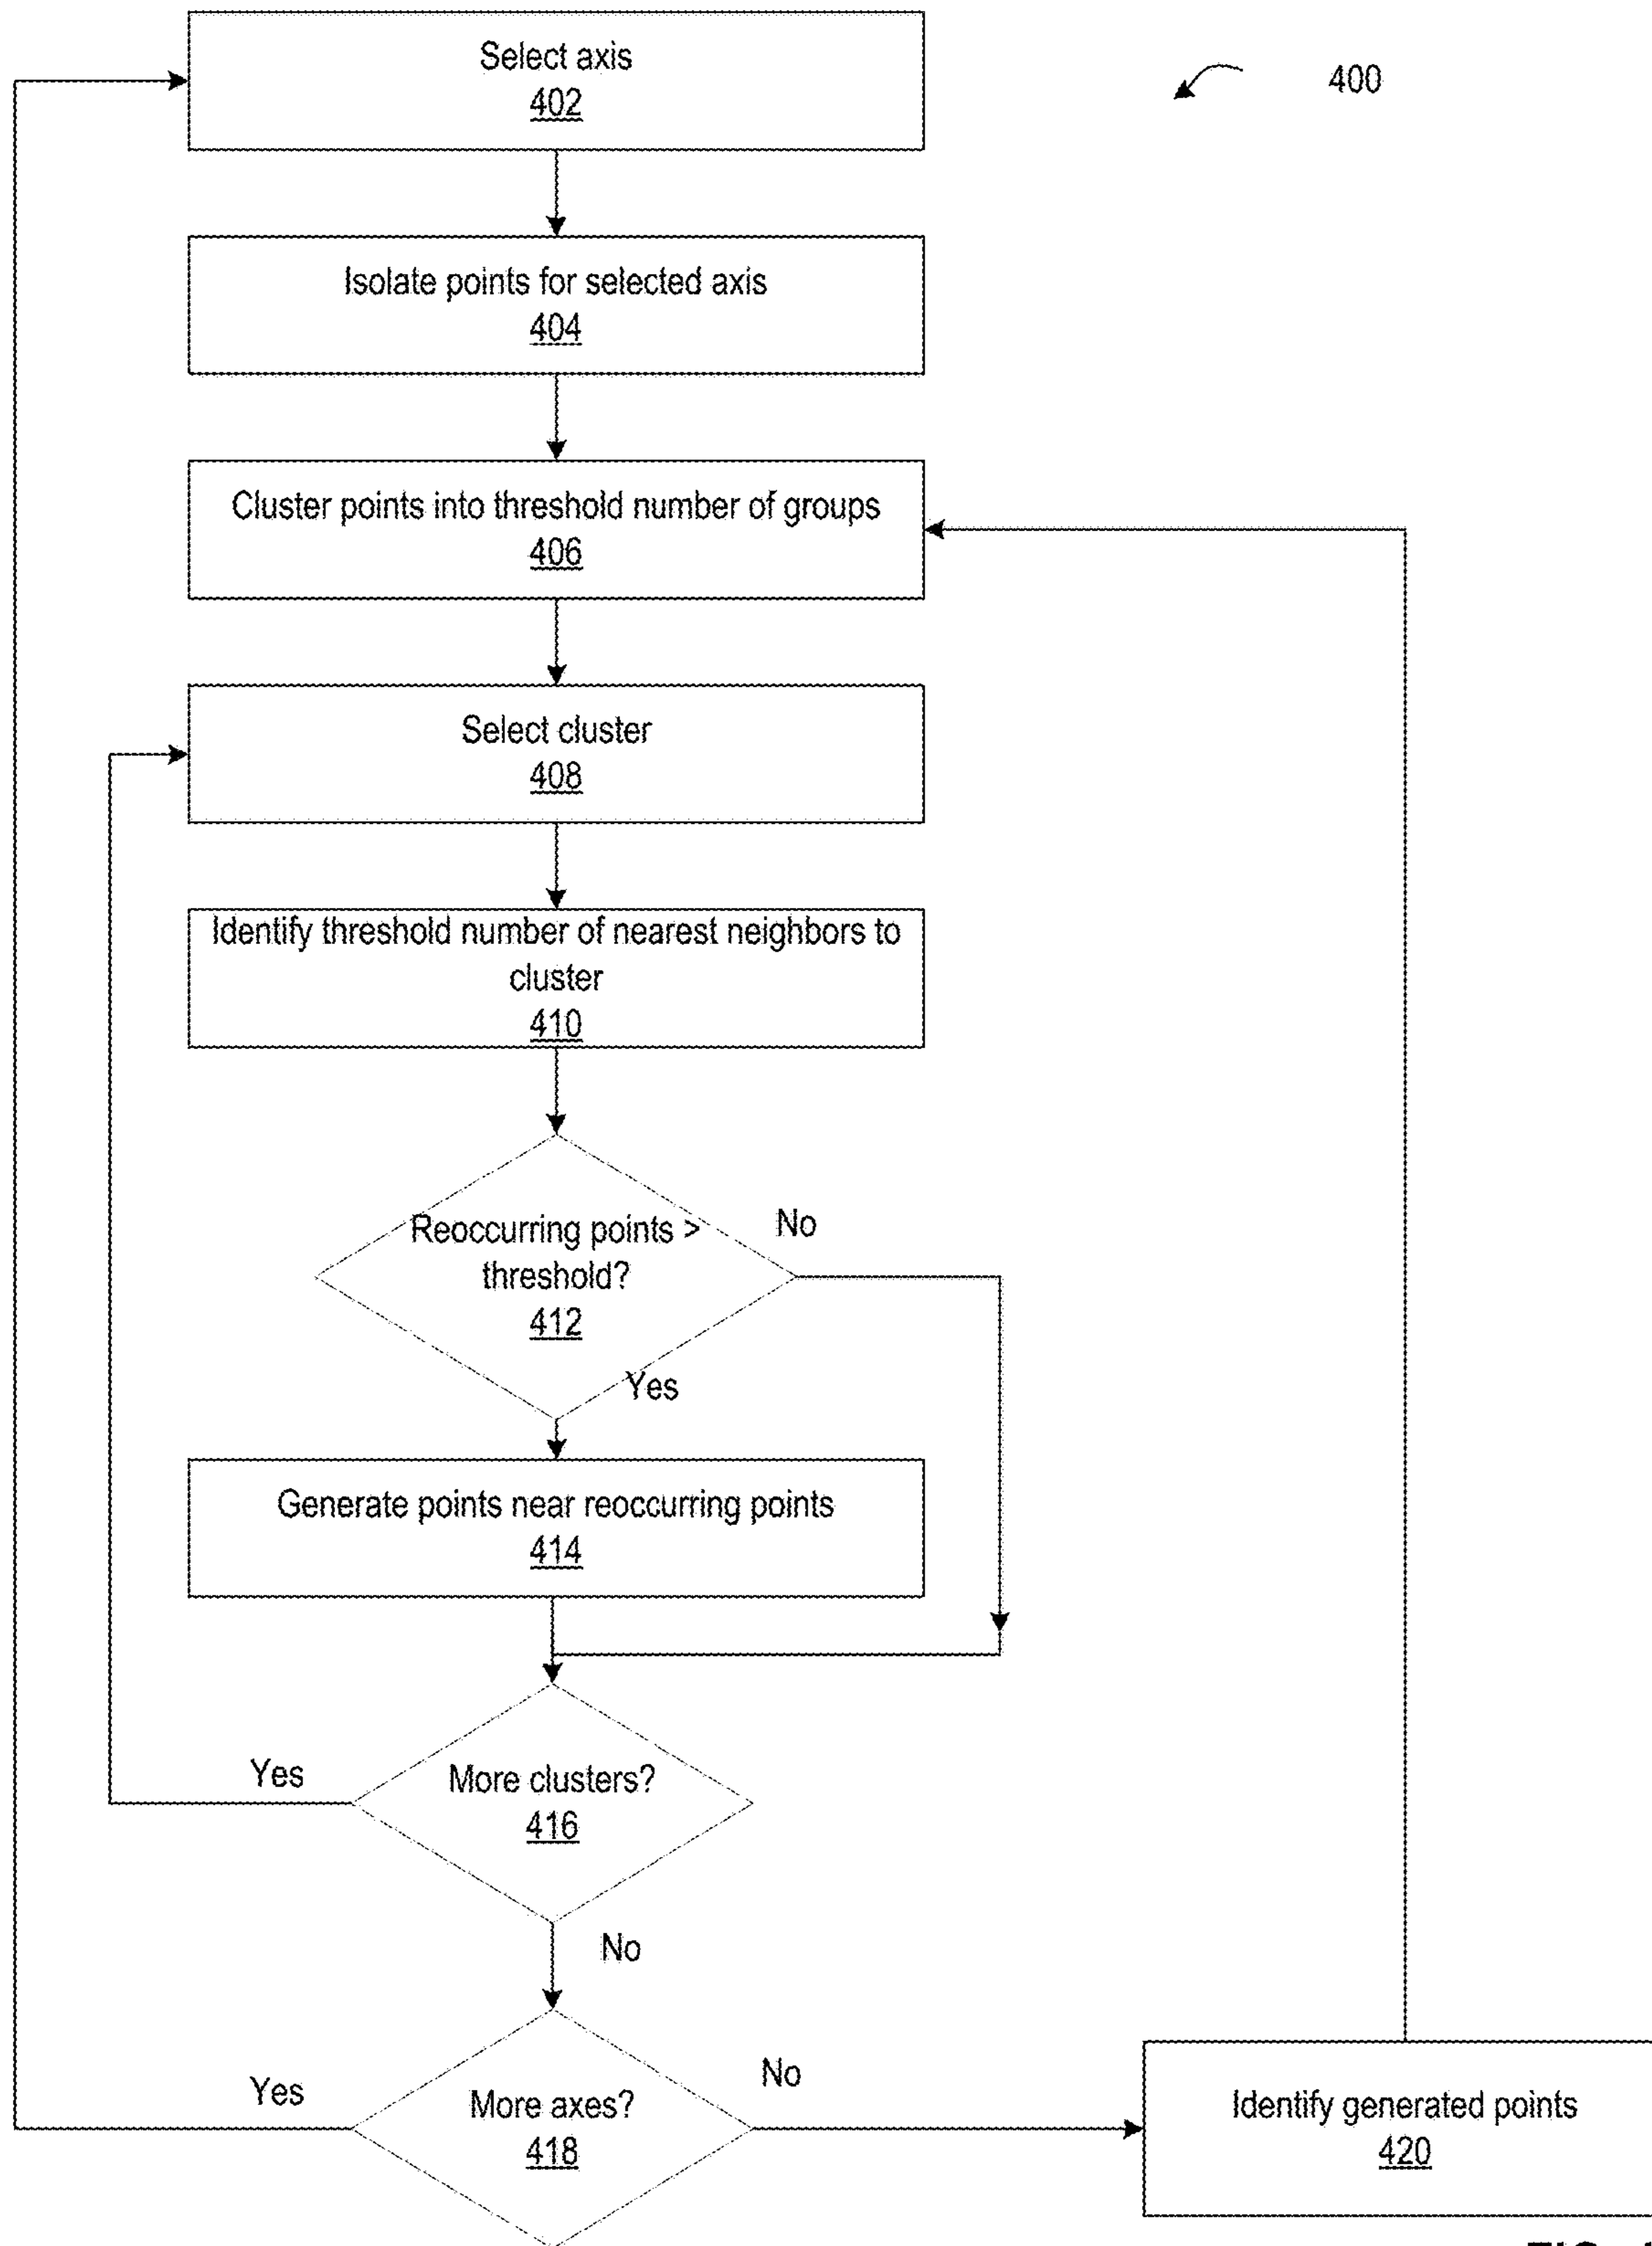 Select axis
402
400
Isolate points for selected axis
404
Cluster points into threshold number of groups
406
Select cluster
408
Identify threshold number of nearest neighbors to
cluster
410
Reoccurring points >
threshold?
412
No
Yes
Generate points near reoccurring points
414
More clusters?
416
Yes
No
More axes?
418
Yes
No
Identify generated points
420